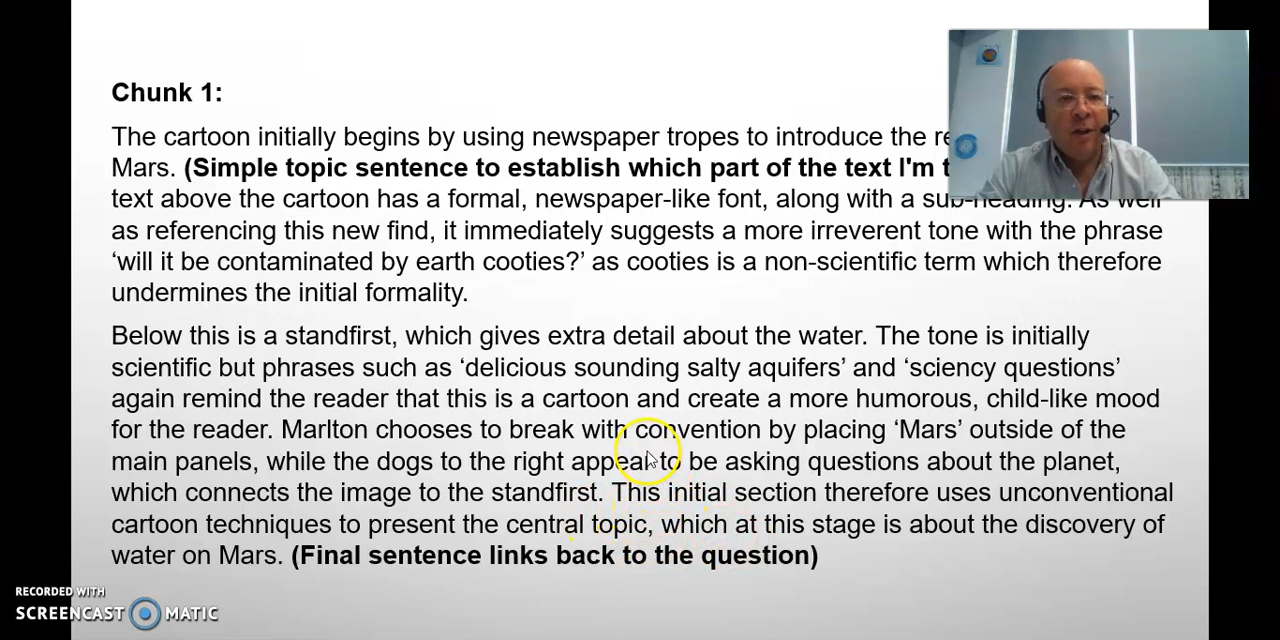 Chunk 1:
The cartoon initially begins by using newspaper tropes to introduce the
Mars. (Simple topic sentence to establish which part of the text I'm
text above the cartoon has a formal, newspaper-like font, along with a sub-heading. As well
as referencing this new find, it immediately suggests a more irreverent tone with the phrase
‘will it be contaminated by earth cooties?’ as cooties is a non-scientific term which therefore
undermines the initial formality.
Below this is a standfirst, which gives extra detail about the water. The tone is initially
scientific but phrases such as ‘delicious sounding salty aquifers’ and ‘sciency questions’
again remind the reader that this is a cartoon and create a more humorous, child-like mood
for the reader. Marlton chooses to break with convention by placing ‘Mars’ outside of the
main panels, while the dogs to the right appear to be asking questions about the planet,
which connects the image to the standfirst. This initial section therefore uses unconventional
cartoon techniques to present the central topic, which at this stage is about the discovery of
water on Mars. (Final sentence links back to the question)
RECORDED WITH
SCREENCAST MATIC